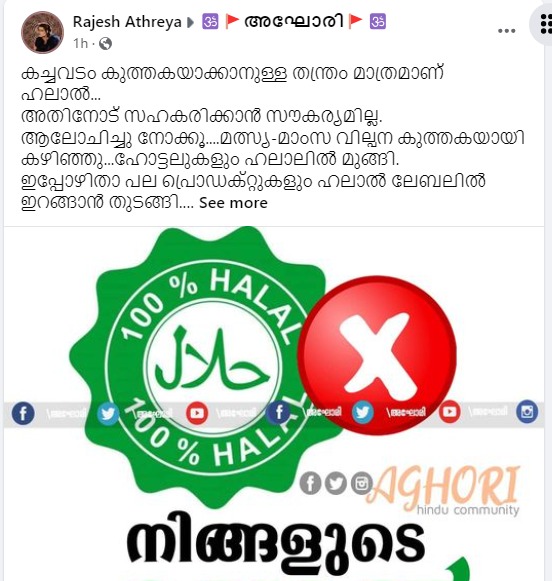 Rajesh Athreya ▸ 🕉 🚩അഘോരി🚩 🕉
1h ·
കച്ചവടം കുത്തകയാക്കാനുള്ള തന്ത്രം മാത്രമാണ്
ഹലാൽ...
അതിനോട് സഹകരിക്കാൻ സൗകര്യമില്ല.
ആലോചിച്ചു നോക്കൂ....മത്സ്യ-മാംസ വില്പന കുത്തകയായി
കഴിഞ്ഞു...ഹോട്ടലുകളും ഹലാലിൽ മുങ്ങി.
ഇപ്പോഴിതാ പല പ്രൊഡക്റ്റുകളും ഹലാൽ ലേബലിൽ
ഇറങ്ങാൻ തുടങ്ങി.... See more
100 % HALAL
حلال
100 % HALAL
X
\അഘോരി \അഘോരി \അഘോരി \അഘോരി
AGHORI
hindu community
നിങ്ങളുടെ